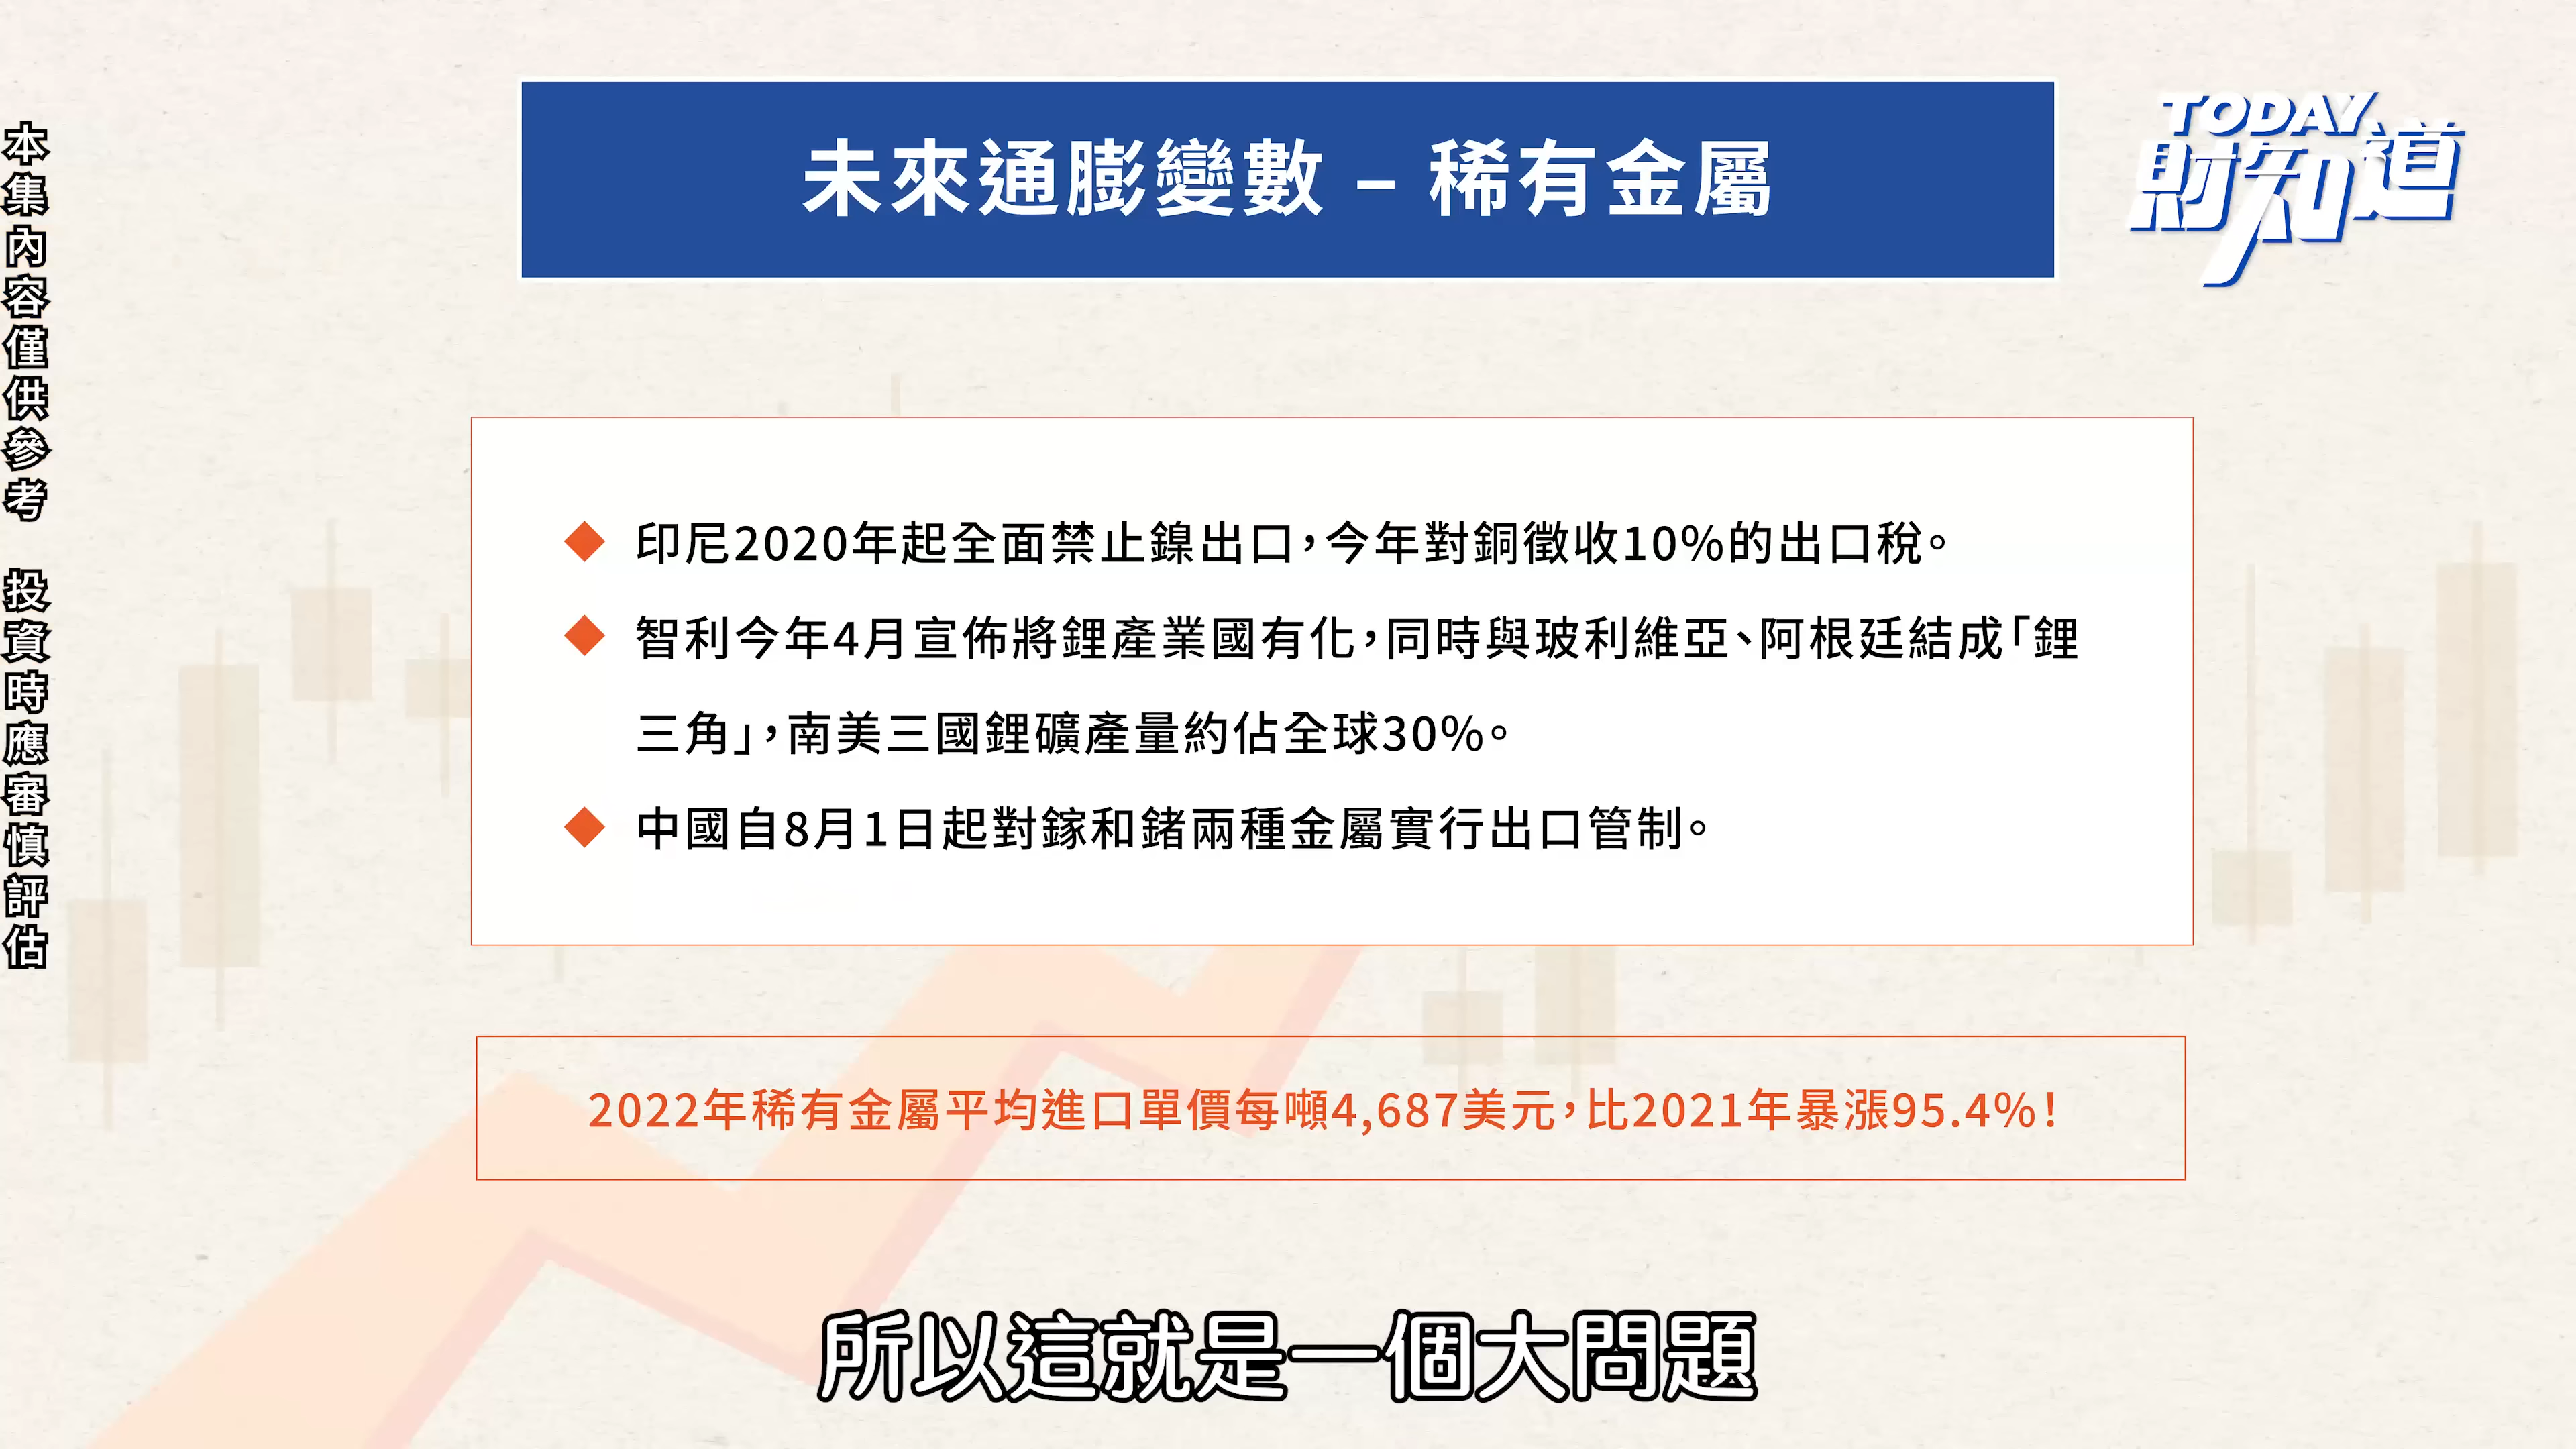 未來通膨變數 – 稀有金屬
TODAY
財知道
本集內容僅供參考 投資時應審慎評估
◆ 印尼2020年起全面禁止鎳出口，今年對銅徵收10%的出口稅。
◆ 智利今年4月宣佈將鋰產業國有化，同時與玻利維亞、阿根廷結成「鋰
三角」，南美三國鋰礦產量約佔全球30%。
◆ 中國自8月1日起對鎵和鍺兩種金屬實行出口管制。
2022年稀有金屬平均進口單價每噸4,687美元，比2021年暴漲95.4%！
所以這就是一個大問題